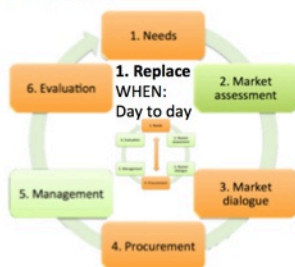 1. Needs
1. Replace
WHEN:
Day to day
6. Evaluation
2. Market
assessment
5. Management
3. Market
dialogue
4. Procurement